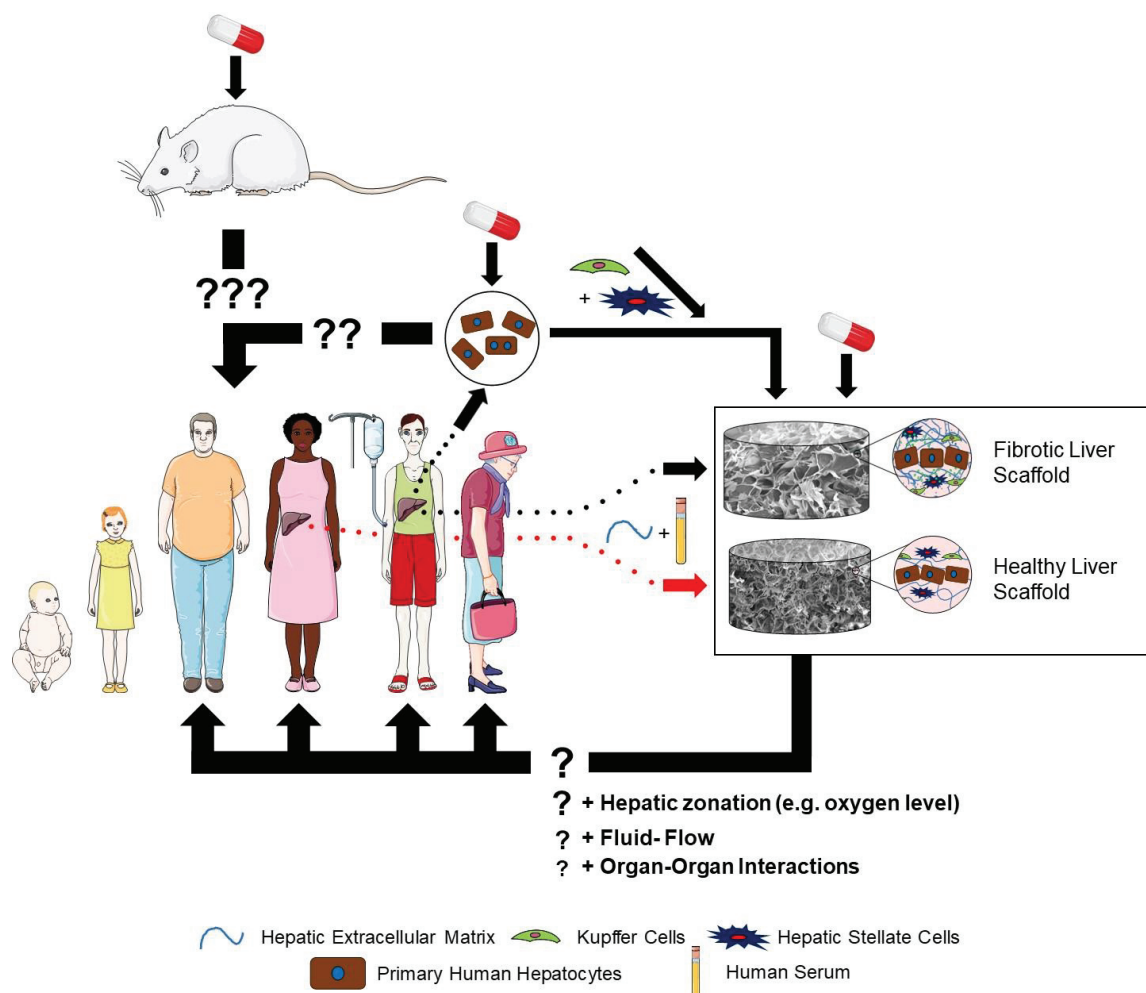 ???
??
+
Fibrotic Liver
Scaffold
+
Healthy Liver
Scaffold
?
? + Hepatic zonation (e.g. oxygen level)
? + Fluid- Flow
? + Organ-Organ Interactions
Hepatic Extracellular Matrix
Kupffer Cells
Hepatic Stellate Cells
Primary Human Hepatocytes
Human Serum